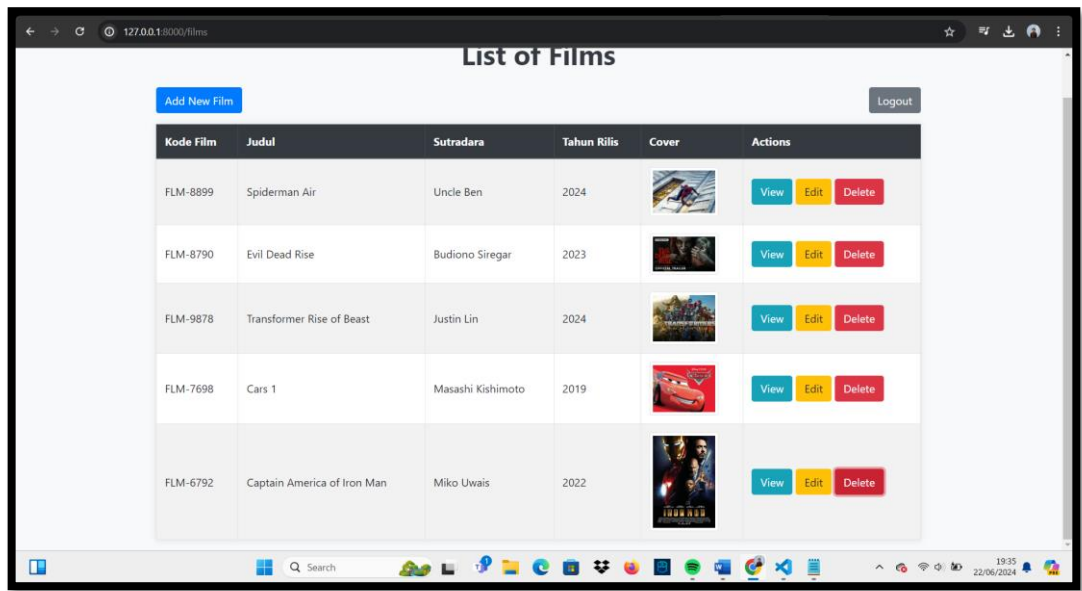 127.0.0.1:8000/films
List of Films
Add New Film
Logout
Kode Film Judul Sutradara Tahun Rilis Cover Actions
FLM-8899 Spiderman Air Uncle Ben 2024 View Edit Delete
FLM-8790 Evil Dead Rise Budiono Siregar 2023 View Edit Delete
FLM-9878 Transformer Rise of Beast Justin Lin 2024 View Edit Delete
TRANSFORMERS
FLM-7698 Cars 1 Masashi Kishimoto 2019 View Edit Delete
FLM-6792 Captain America of Iron Man Miko Uwais 2022 View Edit Delete
IRON MAN
Search
19:35
22/06/2024